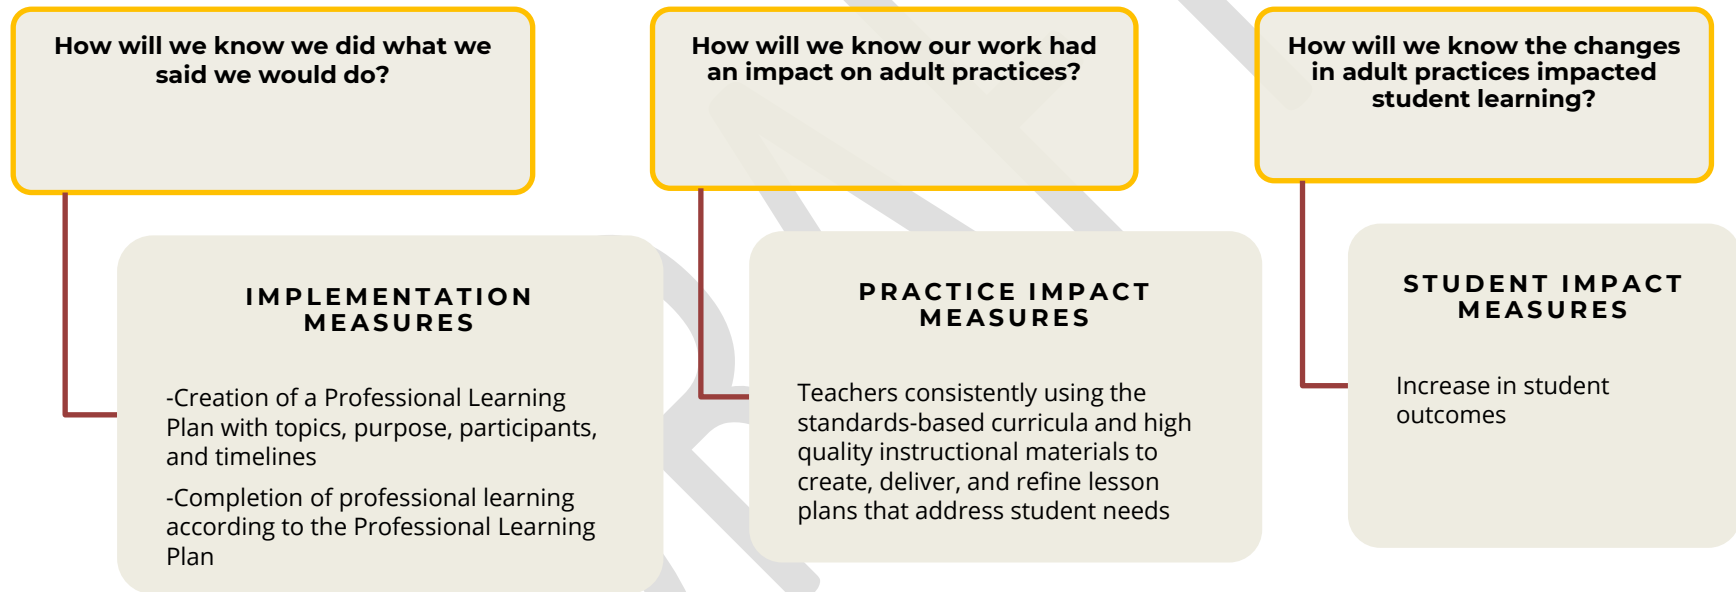 How will we know we did what we
said we would do?
IMPLEMENTATION
MEASURES
-Creation of a Professional Learning
Plan with topics, purpose, participants,
and timelines
-Completion of professional learning
according to the Professional Learning
Plan
How will we know our work had
an impact on adult practices?
PRACTICE IMPACT
MEASURES
Teachers consistently using the
standards-based curricula and high
quality instructional materials to
create, deliver, and refine lesson
plans that address student needs
How will we know the changes
in adult practices impacted
student learning?
STUDENT IMPACT
MEASURES
Increase in student
outcomes